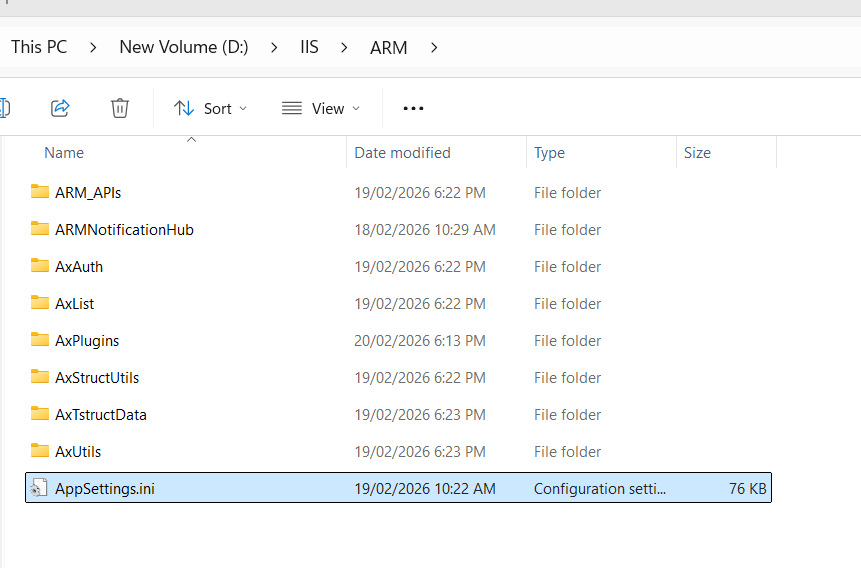 This PC > New Volume (D:) > IIS > ARM >
Sort View ...
Name Date modified Type Size
ARM_APIs 19/02/2026 6:22 PM File folder
ARMNotificationHub 18/02/2026 10:29 AM File folder
AxAuth 19/02/2026 6:22 PM File folder
AxList 19/02/2026 6:22 PM File folder
AxPlugins 20/02/2026 6:13 PM File folder
AxStructUtils 19/02/2026 6:22 PM File folder
AxTstructData 19/02/2026 6:23 PM File folder
AxUtils 19/02/2026 6:23 PM File folder
AppSettings.ini 19/02/2026 10:22 AM Configuration setti... 76 KB